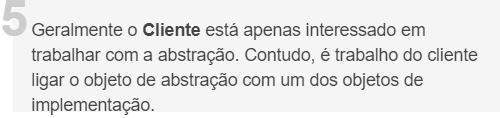 5
Geralmente o Cliente está apenas interessado em
trabalhar com a abstração. Contudo, é trabalho do cliente
ligar o objeto de abstração com um dos objetos de
implementação.